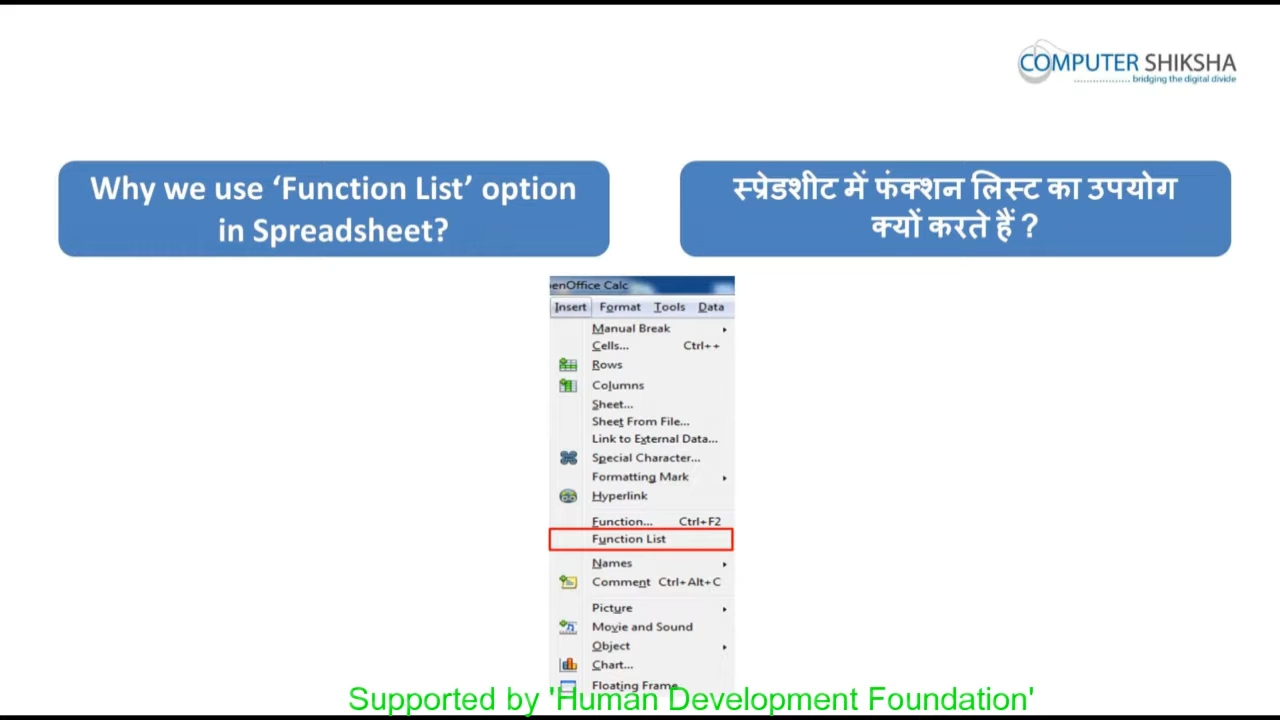 COMPUTER SHIKSHA
bridging the digital divide
Why we use ‘Function List’ option
in Spreadsheet?
स्प्रेडशीट में फंक्शन लिस्ट का उपयोग
क्यों करते हैं ?
enOffice Calc
Insert Format Tools Data
Manual Break
Cells... Ctrl++
Rows
Columns
Sheet...
Sheet From File...
Link to External Data...
Special Character...
Formatting Mark
Hyperlink
Function... Ctrl+F2
Function List
Names
Comment Ctrl+Alt+C
Picture
Movie and Sound
Object
Chart...
Floating Frame
Supported by 'Human Development Foundation'